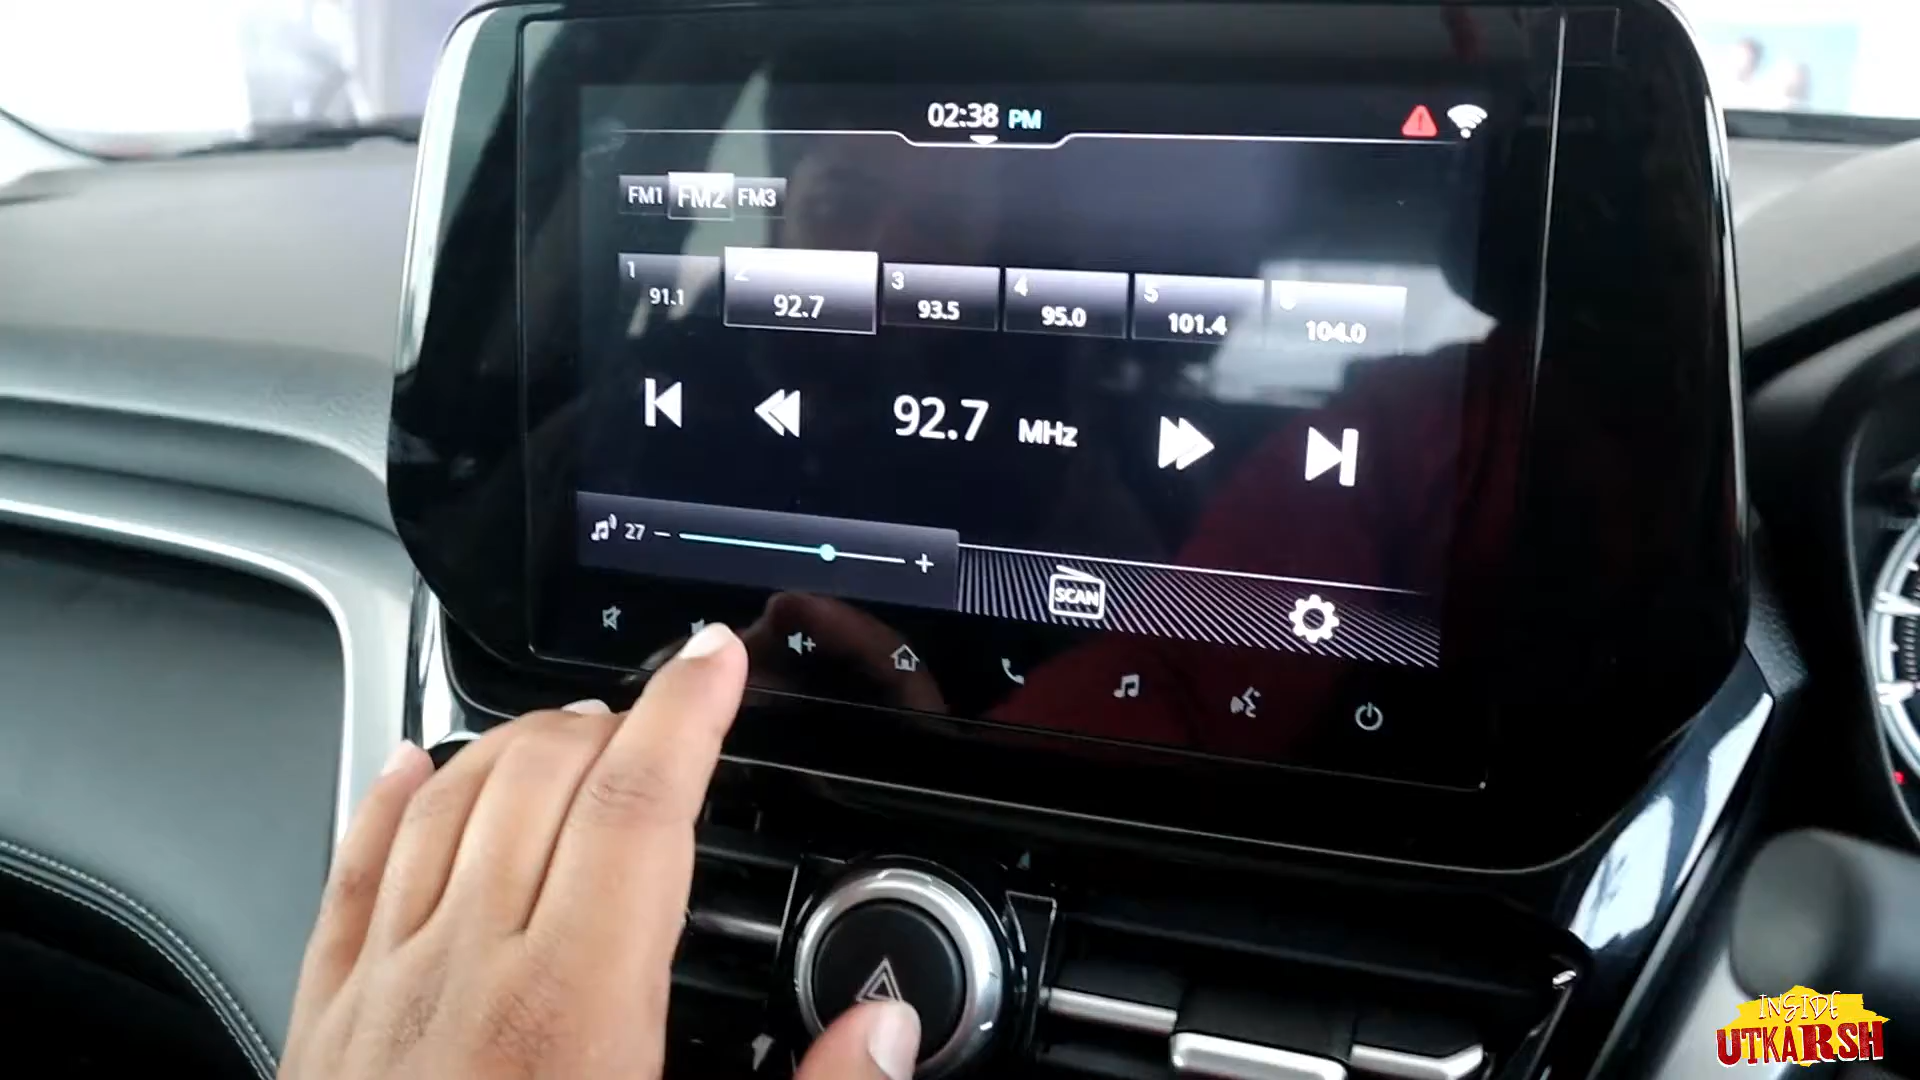 02:38 PM
FM1 FM2 FM3
1 2 3 4 5
91.1 92.7 93.5 95.0 101.4 104.0
92.7 MHz
27 − +
SCAN
INSIDE
UTKARSH